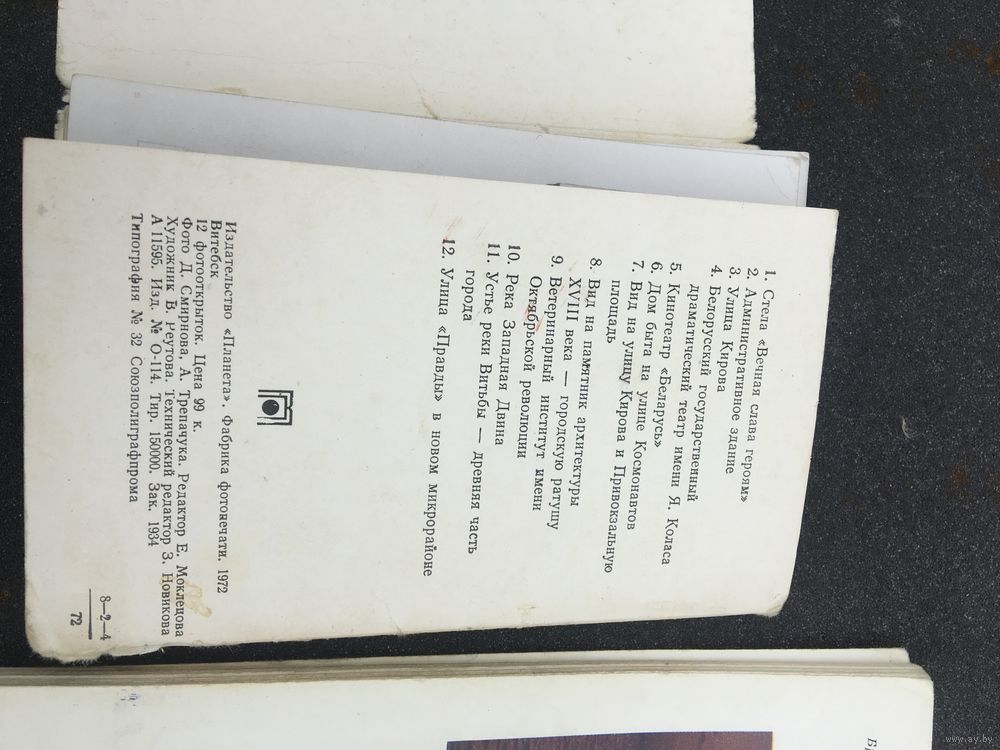 1. Стела «Вечная слава героям»
2. Административное здание
3. Улица Кирова
4. Белорусский государственный
драматический театр имени Я. Коласа
5. Кинотеатр «Беларусь»
6. Дом быта на улице Космонавтов
7. Вид на улицу Кирова и Привокзальную
площадь
8. Вид на памятник архитектуры
XVIII века — городскую ратушу
9. Ветеринарный институт имени
Октябрьской революции
10. Река Западная Двина
11. Устье реки Витьбы — древняя часть
города
12. Улица «Правды» в новом микрорайоне
Издательство «Планета». Фабрика фотопечати. 1972
Витебск
12 фотооткрыток. Цена 99 к.
Фото Д. Смирнова, А. Трепачука. Редактор Е. Моклецова
Художник В. Реутова. Технический редактор З. Новикова
А 11595. Изд. № О-114. Тир. 150000. Зак. 1934
Типография № 32 Союзполиграфпрома
8—2—4
72
www.ay.by